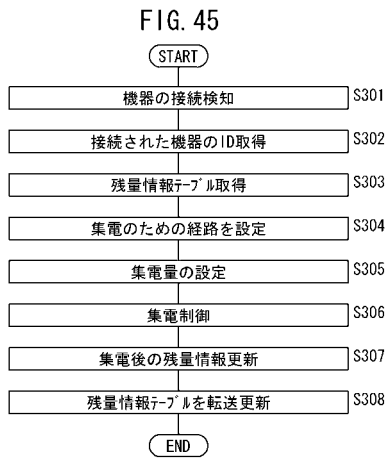 FIG. 45
START
機器の接続検知 S301
接続された機器のID取得 S302
残量情報ﾃｰﾌﾞﾙ取得 S303
集電のための経路を設定 S304
集電量の設定 S305
集電制御 S306
集電後の残量情報更新 S307
残量情報ﾃｰﾌﾞﾙを転送更新 S308
END